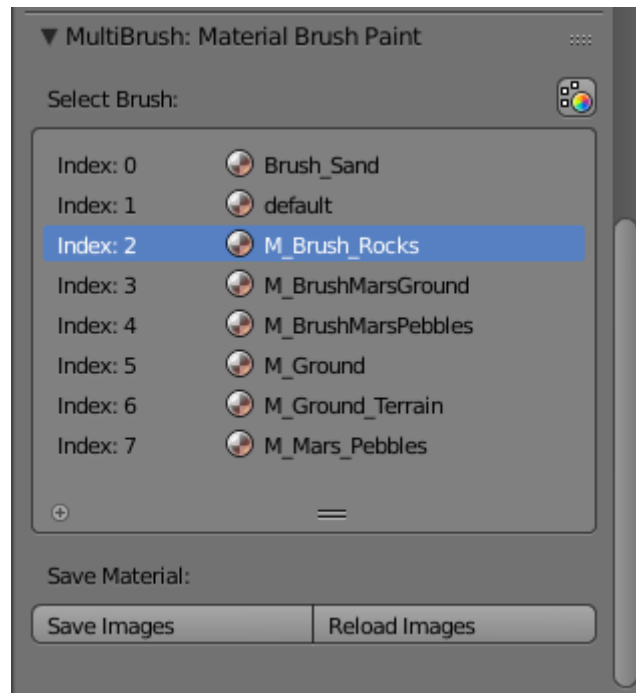 MultiBrush: Material Brush Paint
Select Brush:
Index: 0 Brush_Sand
Index: 1 default
Index: 2 M_Brush_Rocks
Index: 3 M_BrushMarsGround
Index: 4 M_BrushMarsPebbles
Index: 5 M_Ground
Index: 6 M_Ground_Terrain
Index: 7 M_Mars_Pebbles
Save Material:
Save Images Reload Images